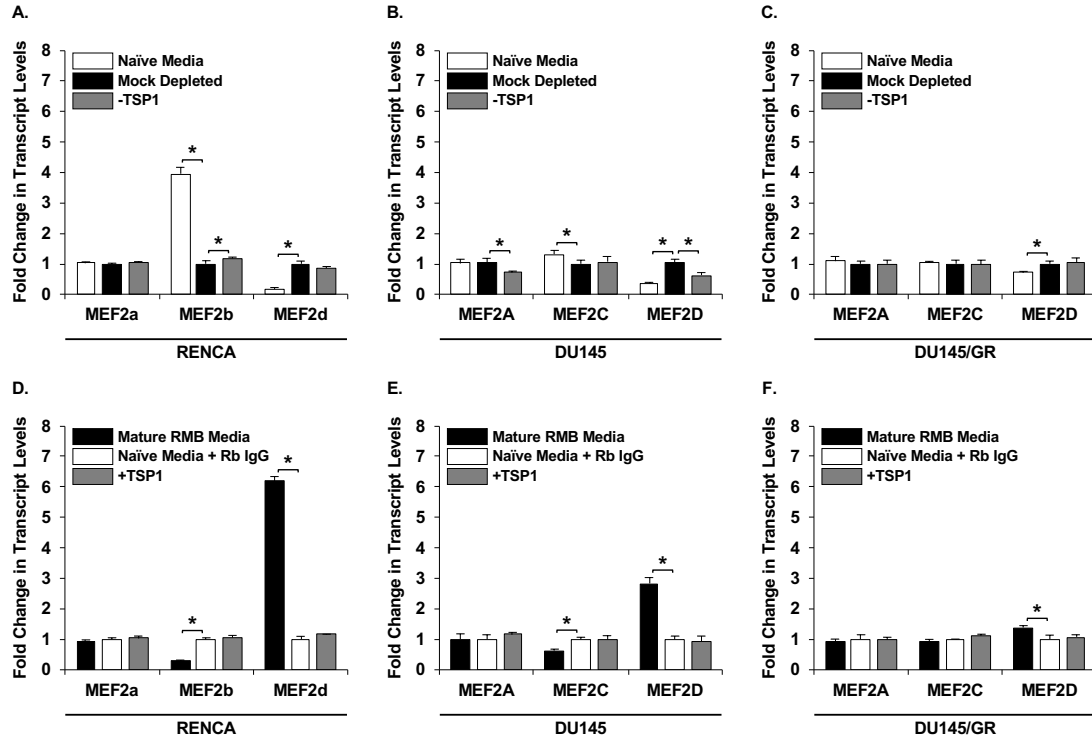 A.
Fold Change in Transcript Levels
8
7
6
5
4
3
2
1
0
Naïve Media
Mock Depleted
-TSP1
*
*
*
MEF2a MEF2b MEF2d
RENCA
B.
Fold Change in Transcript Levels
8
7
6
5
4
3
2
1
0
Naïve Media
Mock Depleted
-TSP1
*
*
* *
MEF2A MEF2C MEF2D
DU145
C.
Fold Change in Transcript Levels
8
7
6
5
4
3
2
1
0
Naïve Media
Mock Depleted
-TSP1
*
MEF2A MEF2C MEF2D
DU145/GR
D.
Fold Change in Transcript Levels
8
7
6
5
4
3
2
1
0
Mature RMB Media
Naïve Media + Rb IgG
+TSP1
*
*
MEF2a MEF2b MEF2d
RENCA
E.
Fold Change in Transcript Levels
8
7
6
5
4
3
2
1
0
Mature RMB Media
Naïve Media + Rb IgG
+TSP1
*
*
MEF2A MEF2C MEF2D
DU145
F.
Fold Change in Transcript Levels
8
7
6
5
4
3
2
1
0
Mature RMB Media
Naïve Media + Rb IgG
+TSP1
*
MEF2A MEF2C MEF2D
DU145/GR